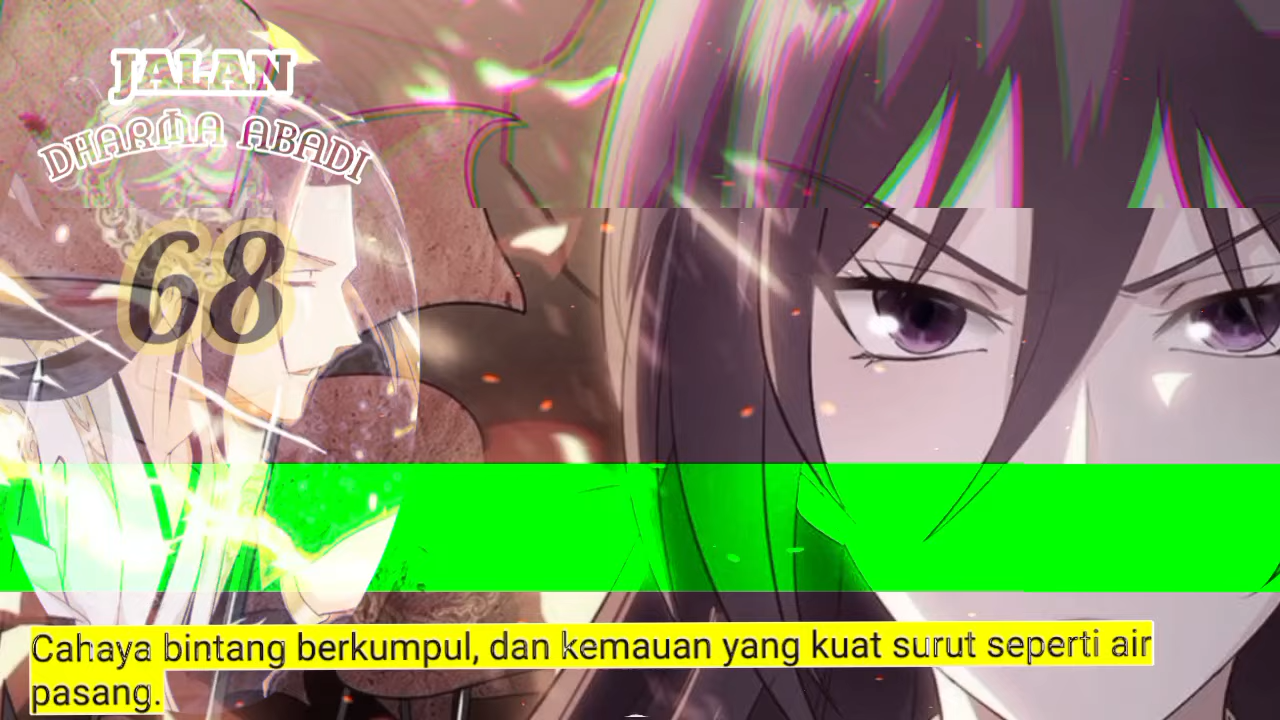 JALAN
DHARMA ABADI
68
Cahaya bintang berkumpul, dan kemauan yang kuat surut seperti air
pasang.